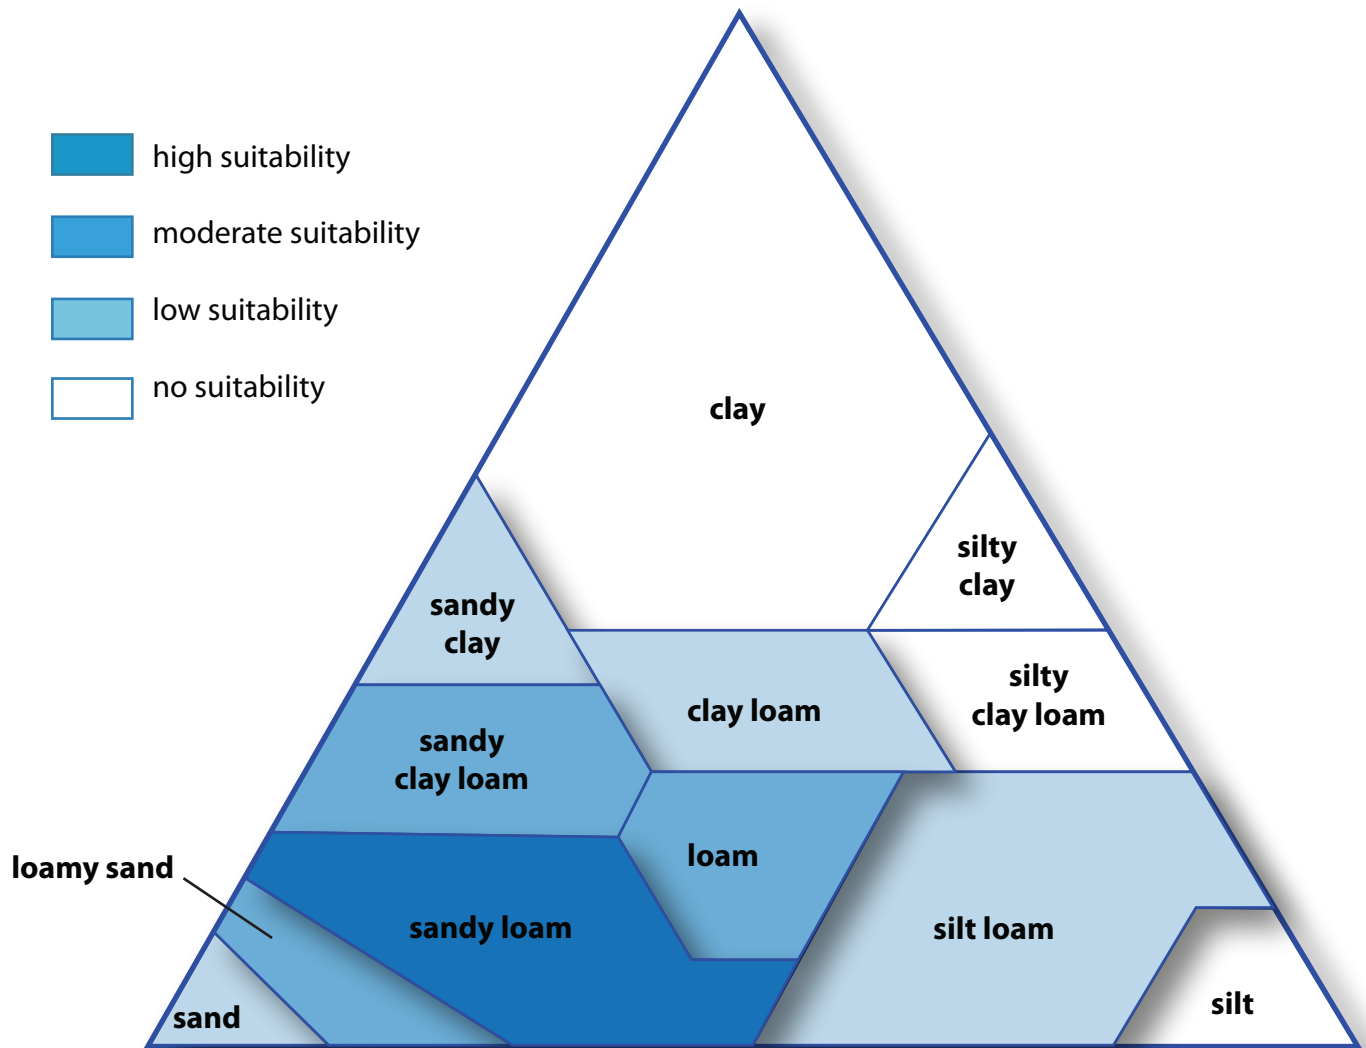 high suitability
moderate suitability
low suitability
no suitability
clay
silty
clay
sandy
clay
silty
clay loam
clay loam
sandy
clay loam
loam
loamy sand
sandy loam
silt loam
sand
silt